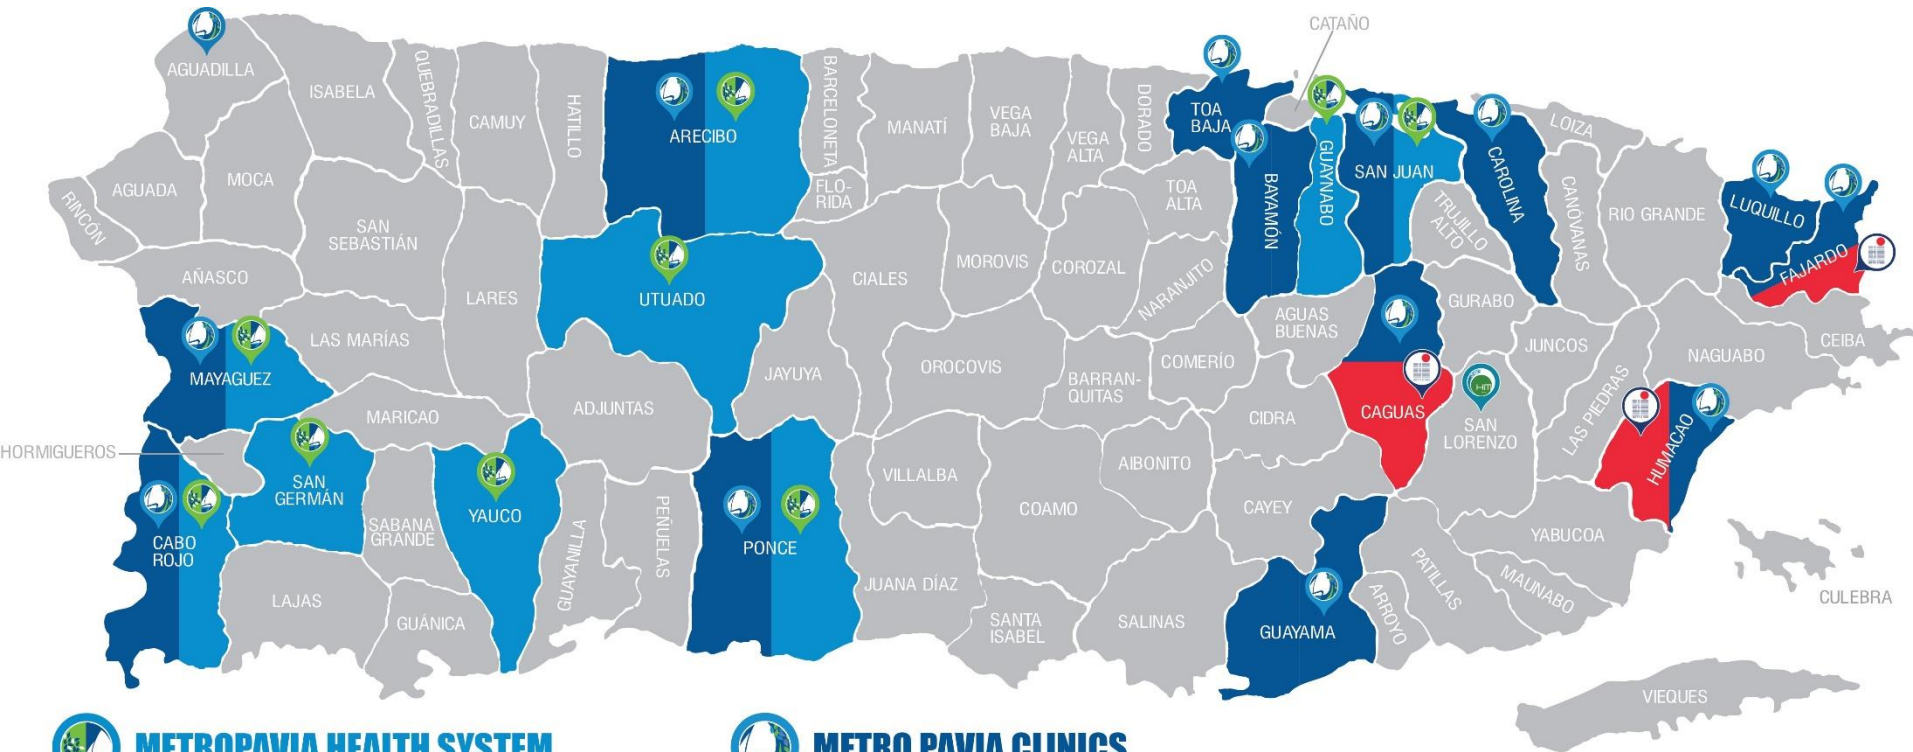 CATAÑO
AGUADILLA
ISABELA
QUEBRADILLAS
CAMUY
HATILLO
ARECIBO
BARCELONETA
MANATÍ
VEGA
BAJA
VEGA
ALTA
DORADO
TOA
BAJA
BAYAMÓN
GUAYNABO
SAN JUAN
CAROLINA
LOIZA
CANÓVANAS
RIO GRANDE
LUQUILLO
FAJARDO
RINCÓN
AGUADA
MOCA
SAN
SEBASTIÁN
FLO-
RIDA
TOA
ALTA
TRUJILLO
ALTO
AÑASCO
LARES
UTUADO
CIALES
MOROVIS
COROZAL
NARANJITO
AGUAS
BUENAS
GURABO
JUNCOS
LAS PIEDRAS
NAGUABO
CEIBA
MAYAGUEZ
LAS MARÍAS
JAYUYA
OROCOVIS
BARRAN-
QUITAS
COMERÍO
CAGUAS
SAN
LORENZO
HUMACAO
MARICAO
ADJUNTAS
CIDRA
HORMIGUEROS
SAN
GERMÁN
VILLALBA
AIBONITO
CABO
ROJO
SABANA
GRANDE
YAUCO
GUAYANILLA
PEÑUELAS
PONCE
COAMO
CAYEY
YABUCOA
LAJAS
GUÁNICA
JUANA DÍAZ
SANTA
ISABEL
SALINAS
GUAYAMA
ARROYO
PATILLAS
MAUNABO
CULEBRA
VIEQUES
METROPAVIA HEALTH SYSTEM
METRO PAVIA CLINICS